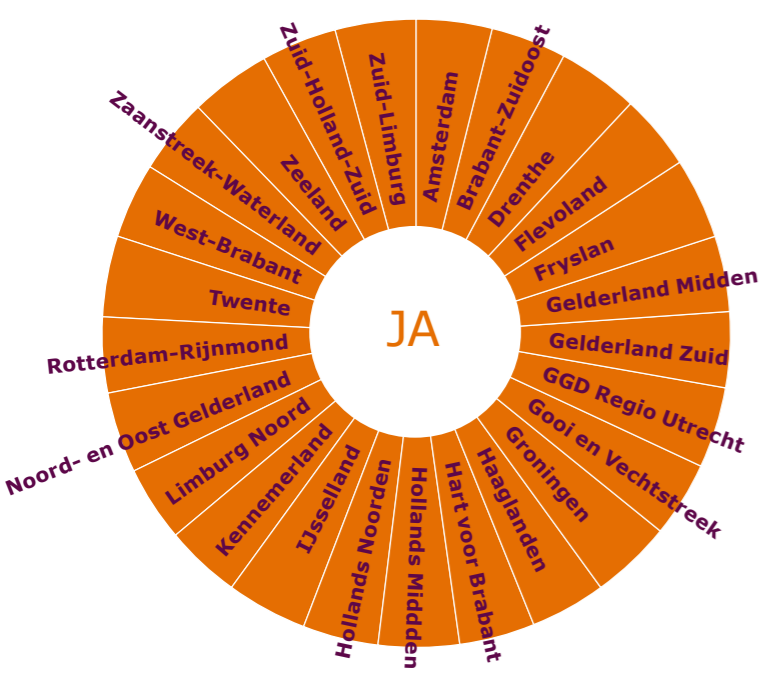 JA
Amsterdam
Brabant-Zuidoost
Drenthe
Flevoland
Fryslan
Gelderland Midden
Gelderland Zuid
GGD Regio Utrecht
Gooi en Vechtstreek
Groningen
Haaglanden
Hart voor Brabant
Hollands Midden
Hollands Noorden
IJsselland
Kennemerland
Limburg Noord
Noord- en Oost Gelderland
Rotterdam-Rijnmond
Twente
West-Brabant
Zaanstreek-Waterland
Zeeland
Zuid-Holland-Zuid
Zuid-Limburg